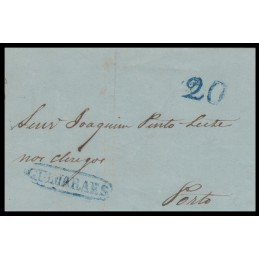 20
Senr Joaquim Pinto Leite
nos clerigos
GUIMARAES
Porto